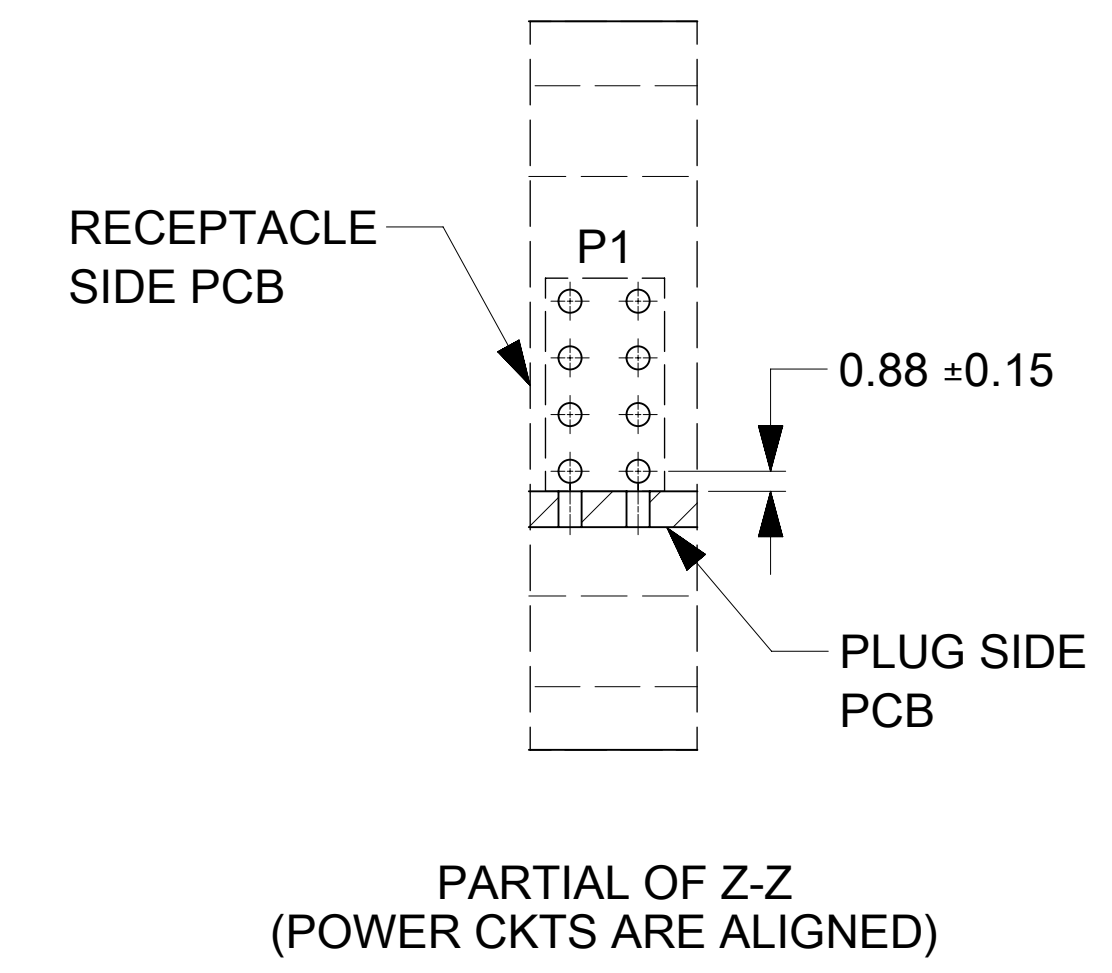 RECEPTACLE
SIDE PCB
P1
0.88 ±0.15
PLUG SIDE
PCB
PARTIAL OF Z-Z
(POWER CKTS ARE ALIGNED)